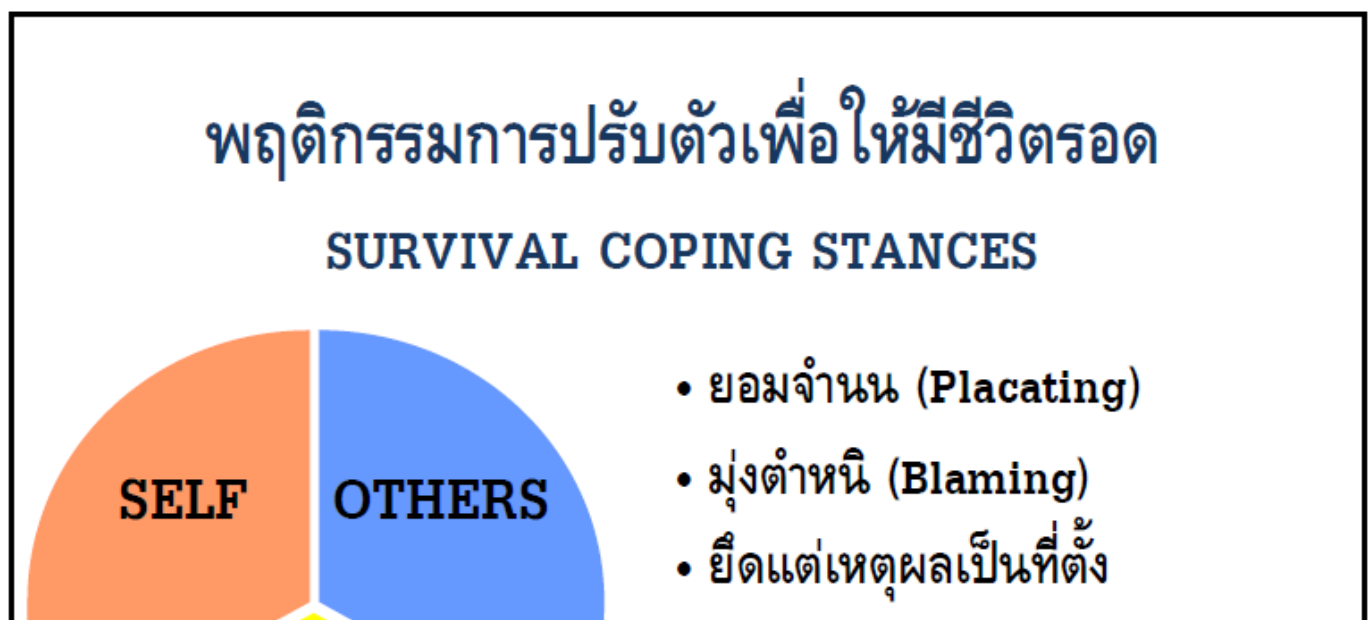 พฤติกรรมการปรับตัวเพื่อให้มีชีวิตรอด
SURVIVAL COPING STANCES
SELF
OTHERS
• ยอมจำนน (Placating)
• มุ่งตำหนิ (Blaming)
• ยึดแต่เหตุผลเป็นที่ตั้ง